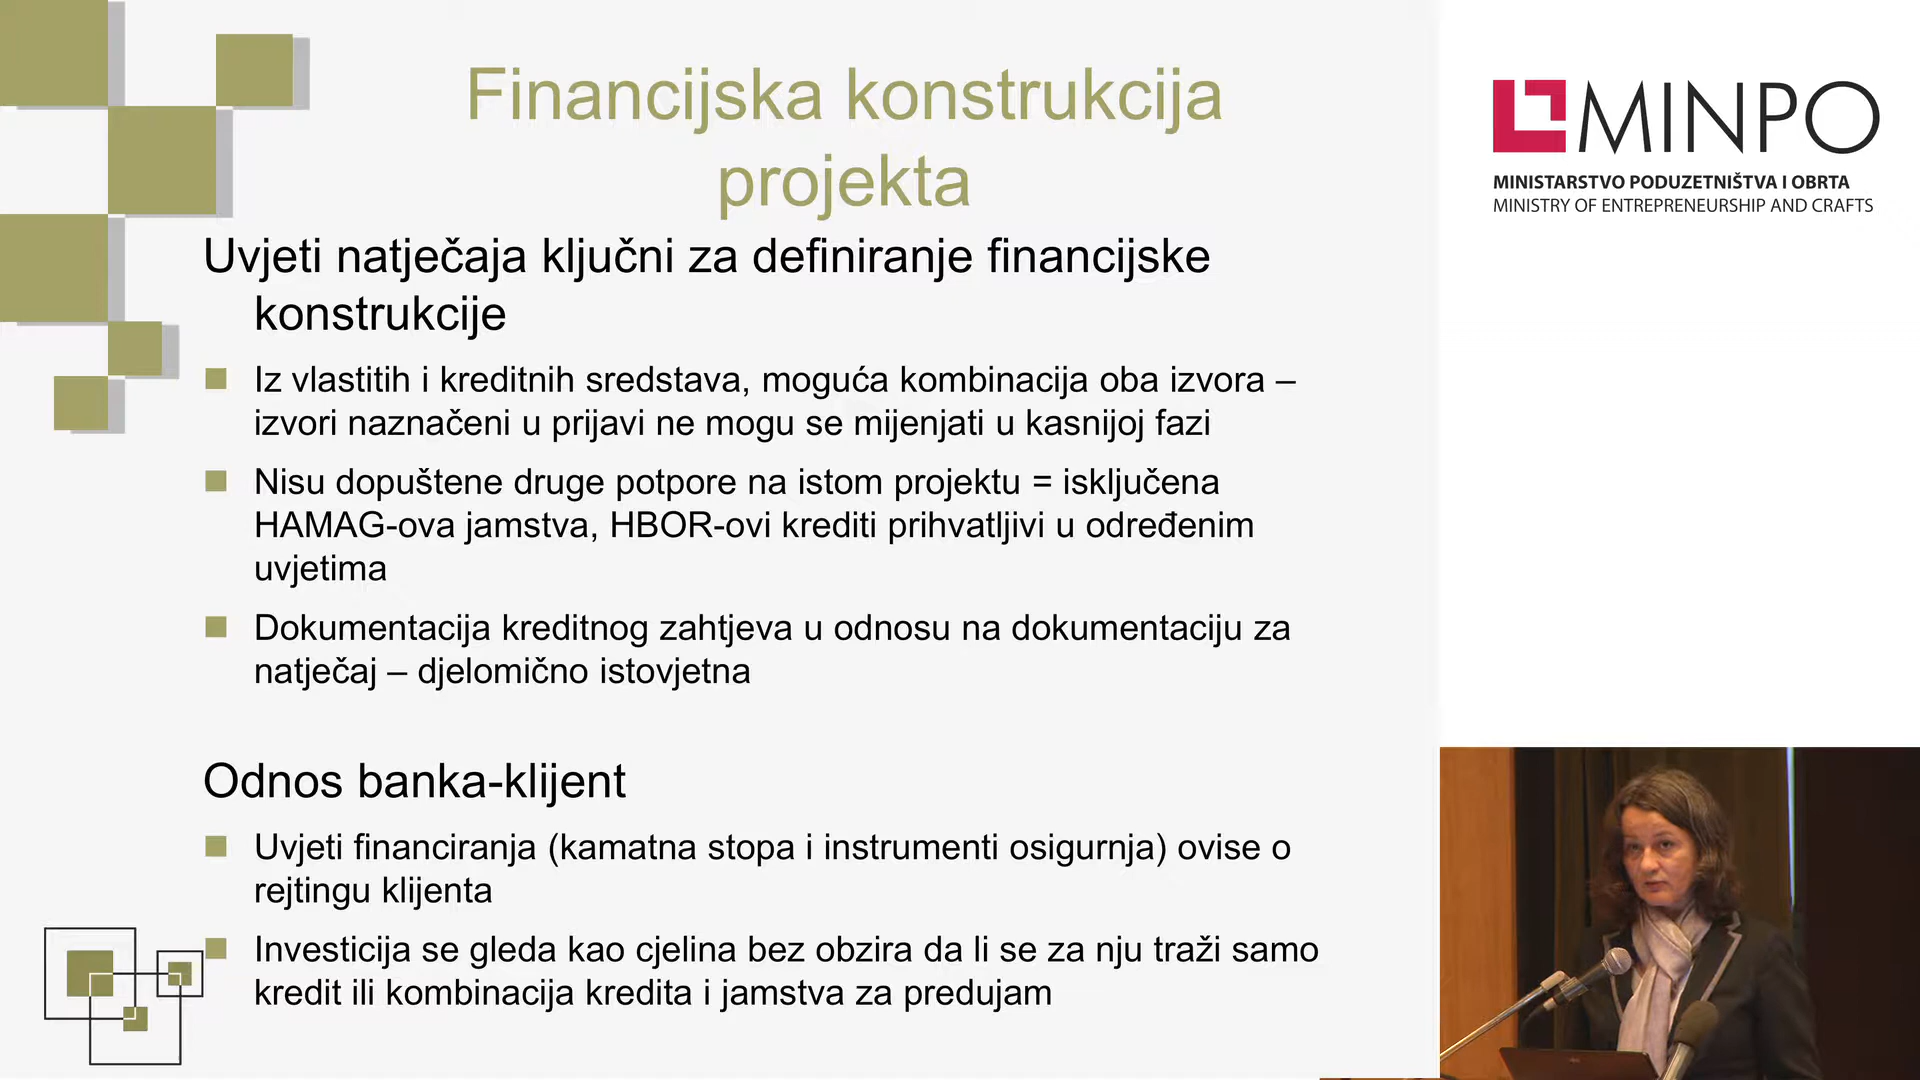 Financijska konstrukcija
projekta
Uvjeti natječaja ključni za definiranje financijske
konstrukcije
Iz vlastitih i kreditnih sredstava, moguća kombinacija oba izvora –
izvori naznačeni u prijavi ne mogu se mijenjati u kasnijoj fazi
Nisu dopuštene druge potpore na istom projektu = isključena
HAMAG-ova jamstva, HBOR-ovi krediti prihvatljivi u određenim
uvjetima
Dokumentacija kreditnog zahtjeva u odnosu na dokumentaciju za
natječaj – djelomično istovjetna
Odnos banka-klijent
Uvjeti financiranja (kamatna stopa i instrumenti osigurnja) ovise o
rejtingu klijenta
Investicija se gleda kao cjelina bez obzira da li se za nju traži samo
kredit ili kombinacija kredita i jamstva za predujam
MINPO
MINISTARSTVO PODUZETNIŠTVA I OBRTA
MINISTRY OF ENTREPRENEURSHIP AND CRAFTS